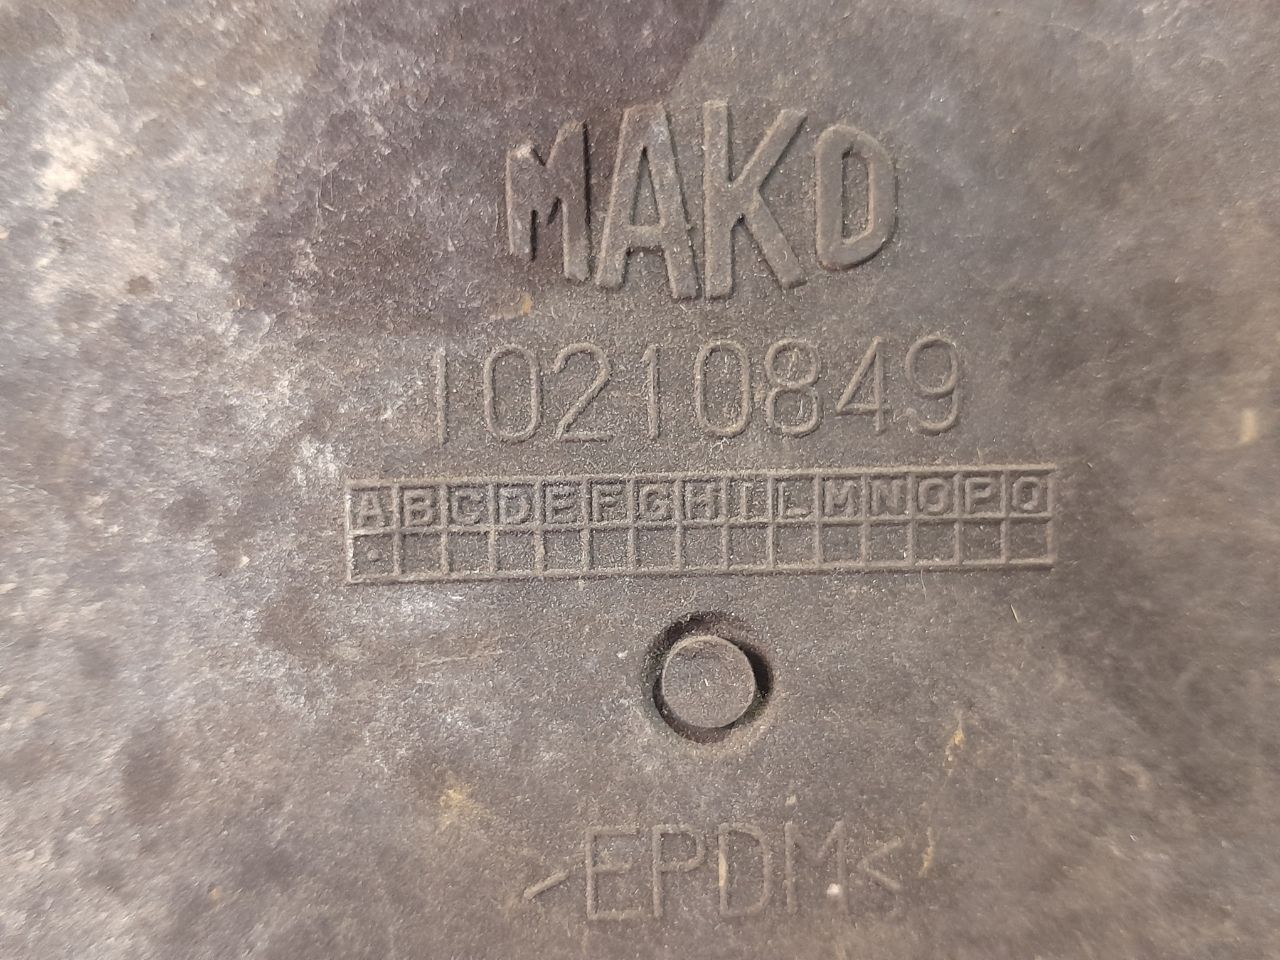 MAKO
10210849
A B C D E F G H I L M N O P Q
>EPDM<